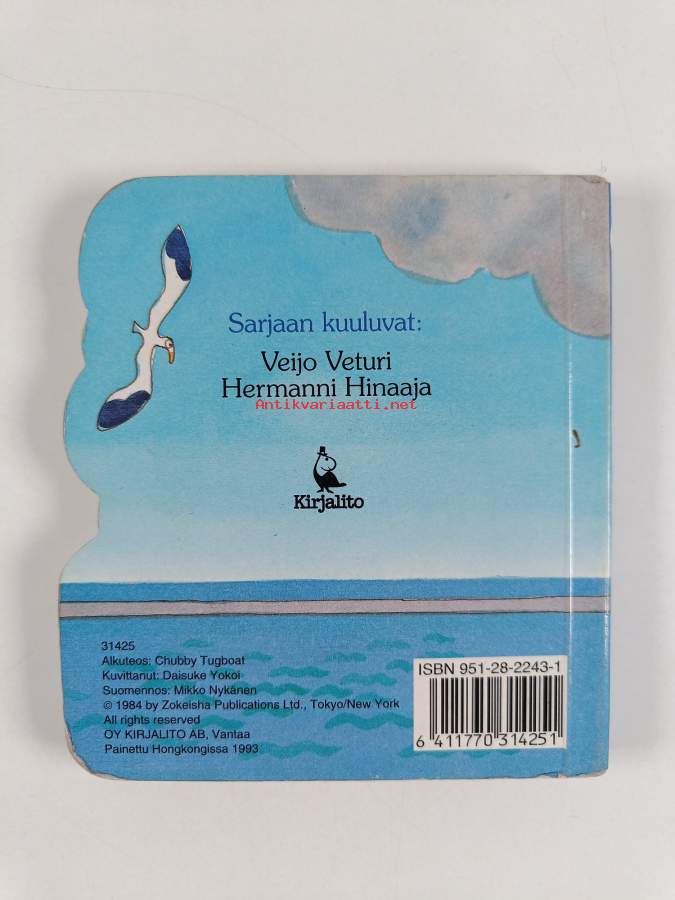 Sarjaan kuuluvat:
Veijo Veturi
Hermanni Hinaaja
Antikvariaatti.net
Kirjalito
31425
Alkuteos: Chubby Tugboat
Kuvittanut: Daisuke Yokoi
Suomennos: Mikko Nykänen
© 1984 by Zokeisha Publications Ltd., Tokyo/New York
All rights reserved
OY KIRJALITO AB, Vantaa
Painettu Hongkongissa 1993
ISBN 951-28-2243-1
6 411770 314251